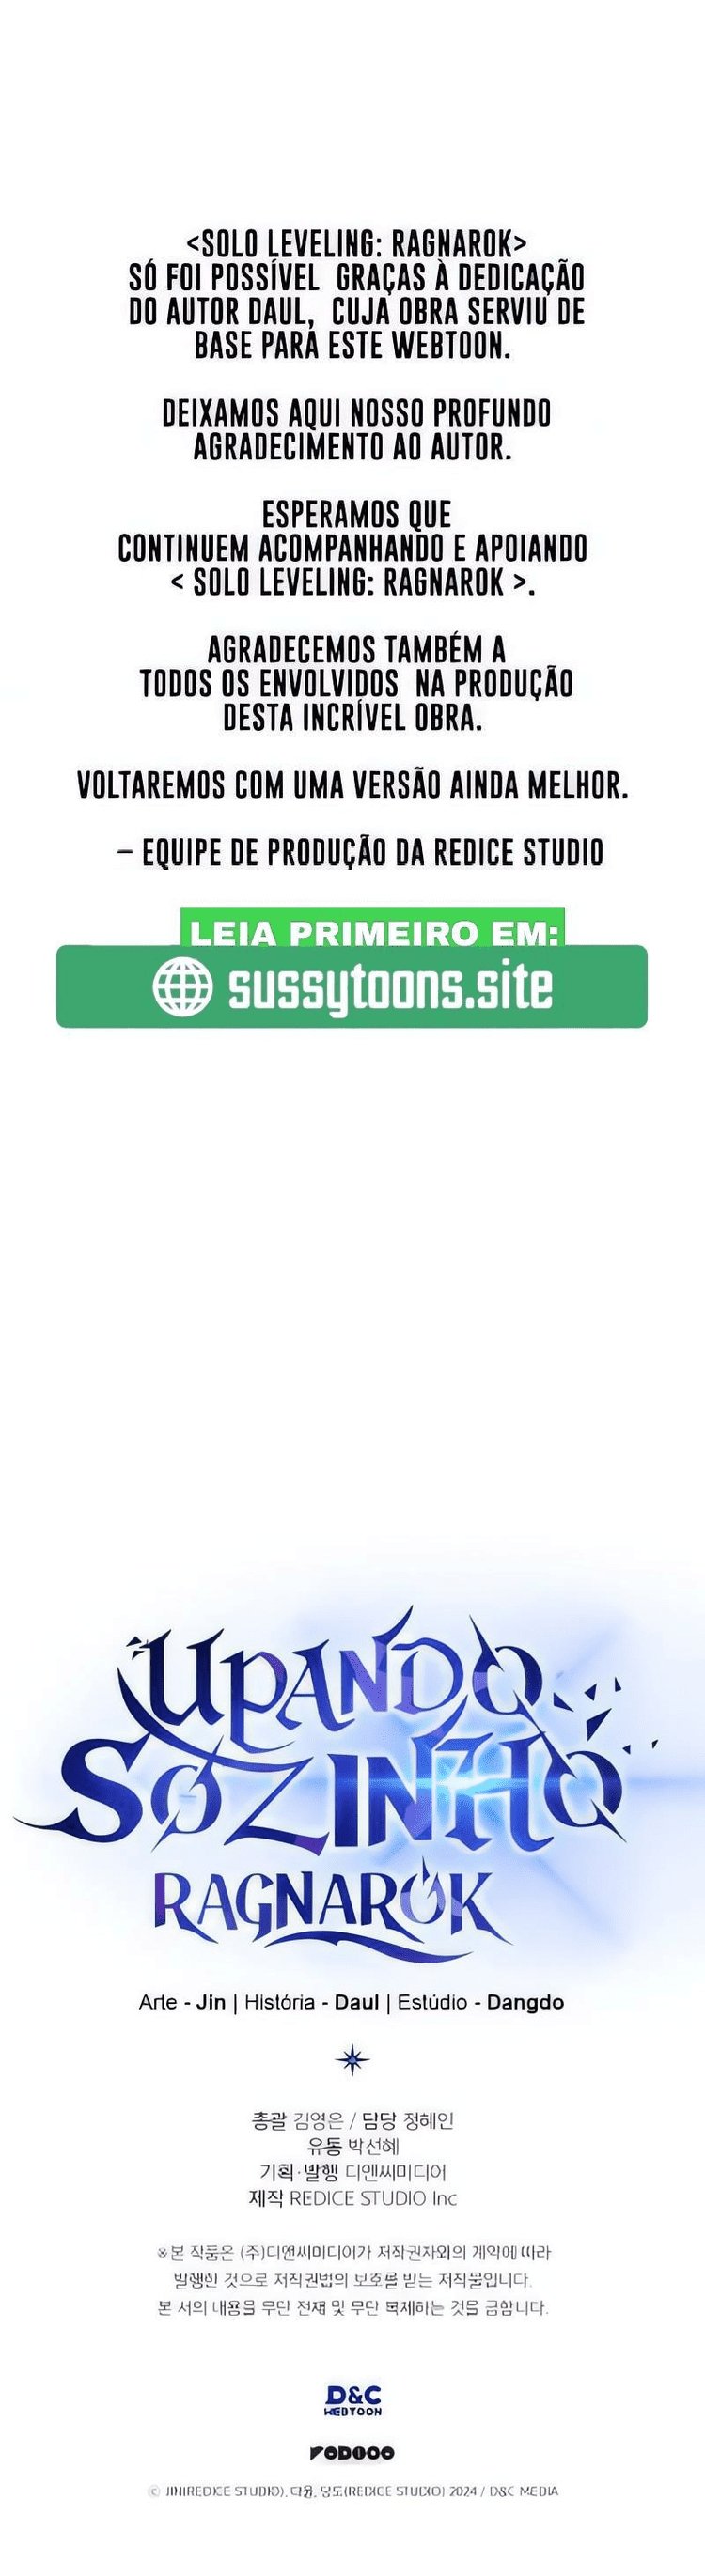 <SOLO LEVELING: RAGNAROK>
SÓ FOI POSSÍVEL GRAÇAS À DEDICAÇÃO
DO AUTOR DAUL, CUJA OBRA SERVIU DE
BASE PARA ESTE WEBTOON.
DEIXAMOS AQUI NOSSO PROFUNDO
AGRADECIMENTO AO AUTOR.
ESPERAMOS QUE
CONTINUEM ACOMPANHANDO E APOIANDO
< SOLO LEVELING: RAGNAROK >.
AGRADECEMOS TAMBÉM A
TODOS OS ENVOLVIDOS NA PRODUÇÃO
DESTA INCRÍVEL OBRA.
VOLTAREMOS COM UMA VERSÃO AINDA MELHOR.
– EQUIPE DE PRODUÇÃO DA REDICE STUDIO
LEIA PRIMEIRO EM:
sussytoons.site
UPANDO
SOZINHO
RAGNAROK
Arte - Jin | História - Daul | Estúdio - Dangdo
총괄 김영은 / 담당 정혜인
유통 박선혜
기획·발행 디앤씨미디어
제작 REDICE STUDIO Inc
※본 작품은 (주)디앤씨미디어가 저작권자와의 계약에 따라
발행한 것으로 저작권법의 보호를 받는 저작물입니다.
본 서의 내용을 무단 전재 및 무단 복제하는 것을 금합니다.
D&C
WEBTOON
© JIN(REDICE STUDIO), 다울, 당도(REDICE STUDIO) 2024 / D&C MEDIA